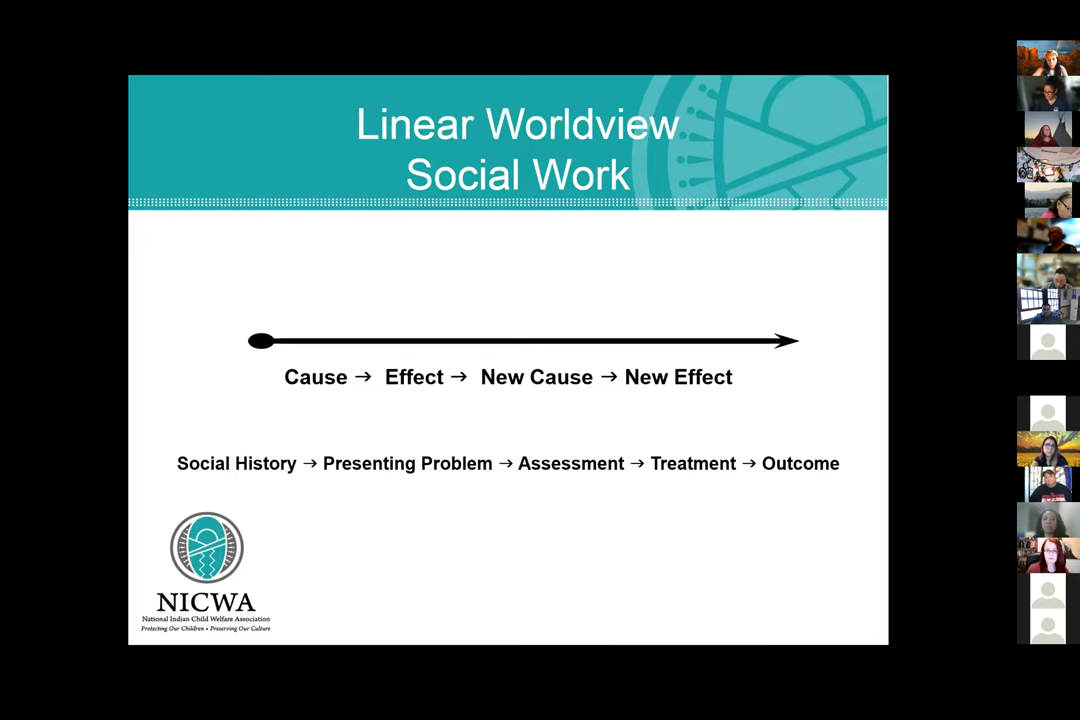 Linear Worldview
Social Work
Cause → Effect → New Cause → New Effect
Social History → Presenting Problem → Assessment → Treatment → Outcome
NICWA
National Indian Child Welfare Association
Protecting Our Children • Preserving Our Culture